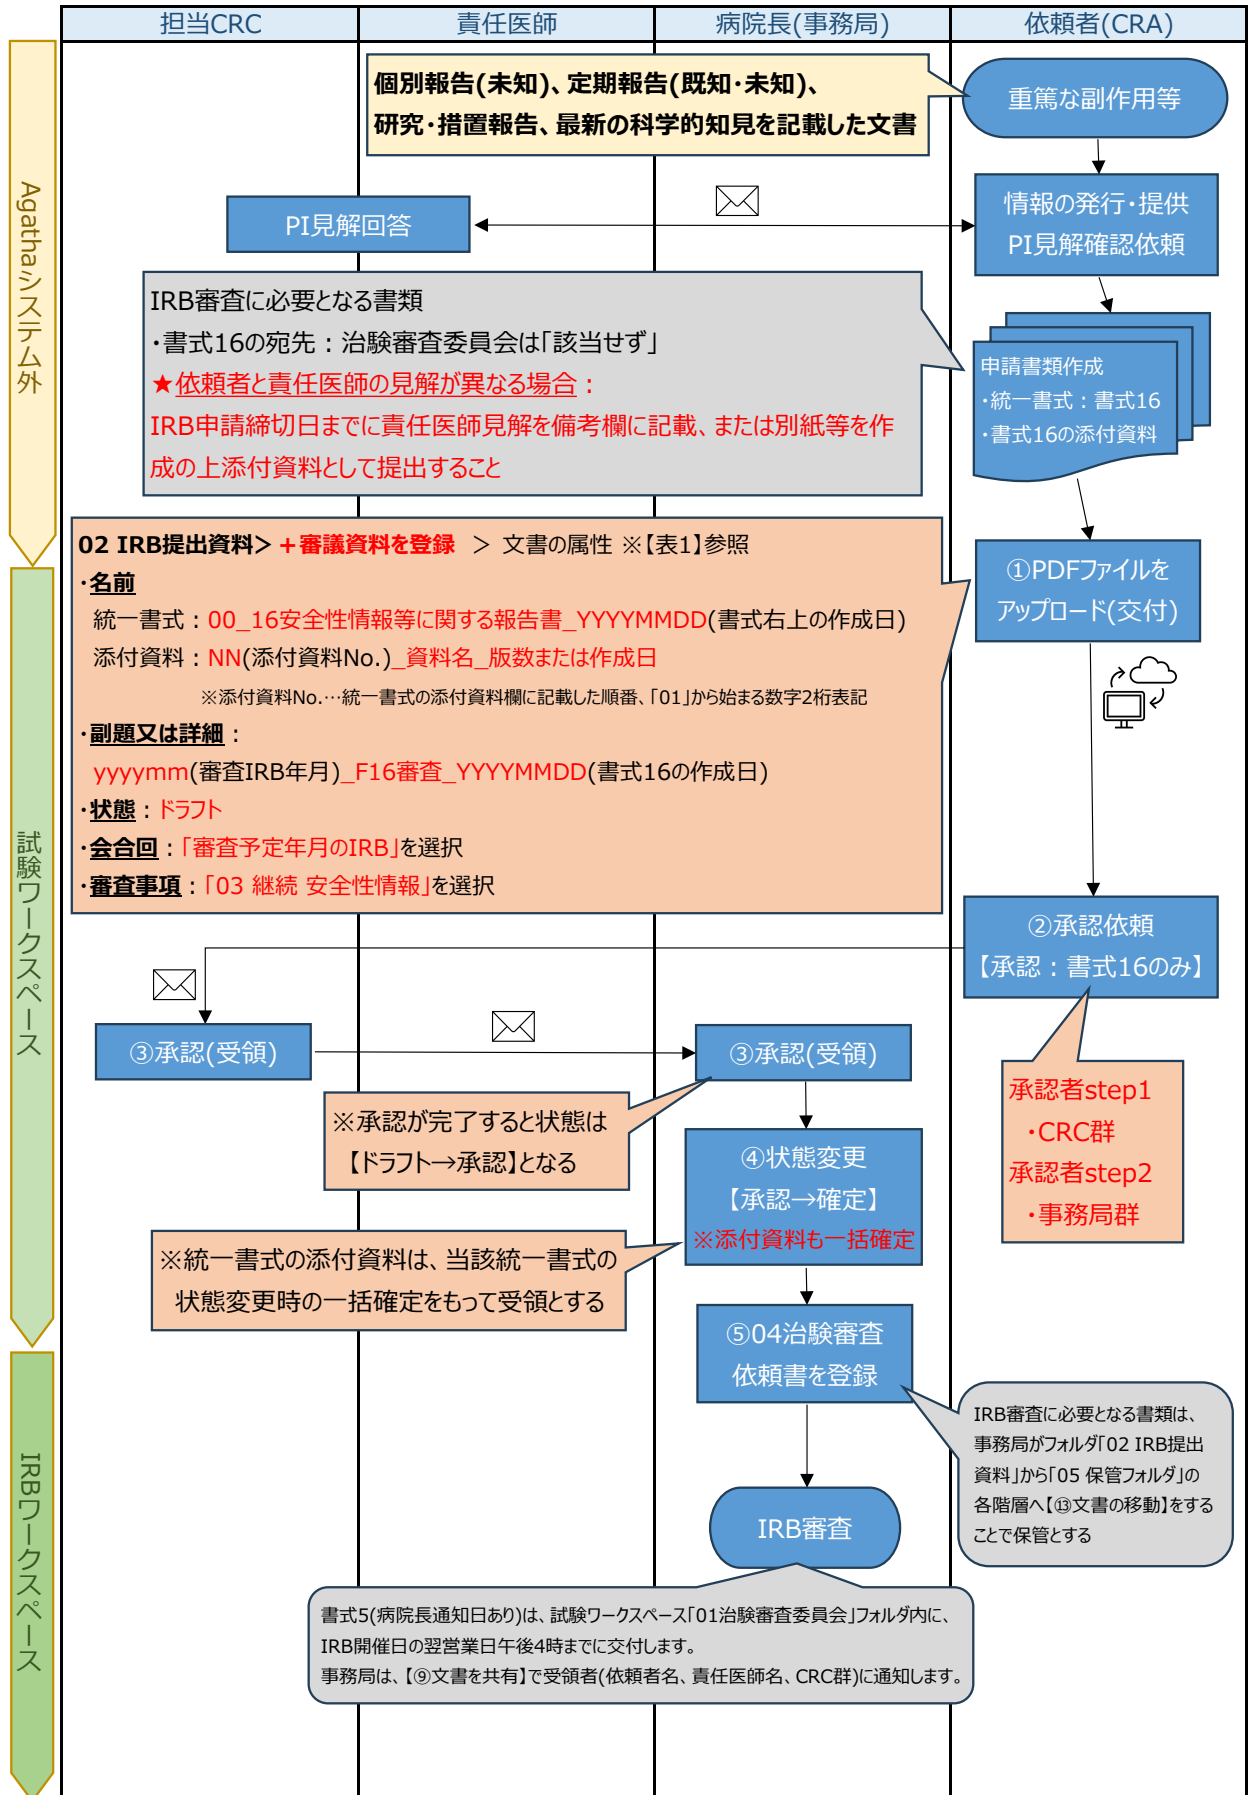 担当CRC
責任医師
病院長(事務局)
依頼者(CRA)
Agathaシステム外
個別報告(未知)、定期報告(既知・未知)、
研究・措置報告、最新の科学的知見を記載した文書
重篤な副作用等
PI見解回答
情報の発行・提供
PI見解確認依頼
IRB審査に必要となる書類
・書式16の宛先：治験審査委員会は「該当せず」
★依頼者と責任医師の見解が異なる場合：
IRB申請締切日までに責任医師見解を備考欄に記載、または別紙等を作
成の上添付資料として提出すること
申請書類作成
・統一書式：書式16
・書式16の添付資料
試験ワークスペース
02 IRB提出資料＞＋審議資料を登録 ＞ 文書の属性 ※【表1】参照
・名前
統一書式：00_16安全性情報等に関する報告書_YYYYMMDD(書式右上の作成日)
添付資料：NN(添付資料No.)_資料名_版数または作成日
※添付資料No.…統一書式の添付資料欄に記載した順番、「01」から始まる数字2桁表記
・副題又は詳細：
yyyymm(審査IRB年月)_F16審査_YYYYMMDD(書式16の作成日)
・状態：ドラフト
・会合回：「審査予定年月のIRB」を選択
・審査事項：「03 継続 安全性情報」を選択
①PDFファイルを
アップロード(交付)
②承認依頼
【承認：書式16のみ】
③承認(受領)
③承認(受領)
承認者step1
・CRC群
承認者step2
・事務局群
※承認が完了すると状態は
【ドラフト→承認】となる
④状態変更
【承認→確定】
※添付資料も一括確定
※統一書式の添付資料は、当該統一書式の
状態変更時の一括確定をもって受領とする
IRBワークスペース
⑤04治験審査
依頼書を登録
IRB審査に必要となる書類は、
事務局がフォルダ「02 IRB提出
資料」から「05 保管フォルダ」の
各階層へ【⑬文書の移動】をする
ことで保管とする
IRB審査
書式5(病院長通知日あり)は、試験ワークスペース「01治験審査委員会」フォルダ内に、
IRB開催日の翌営業日午後4時までに交付します。
事務局は、【⑨文書を共有】で受領者(依頼者名、責任医師名、CRC群)に通知します。